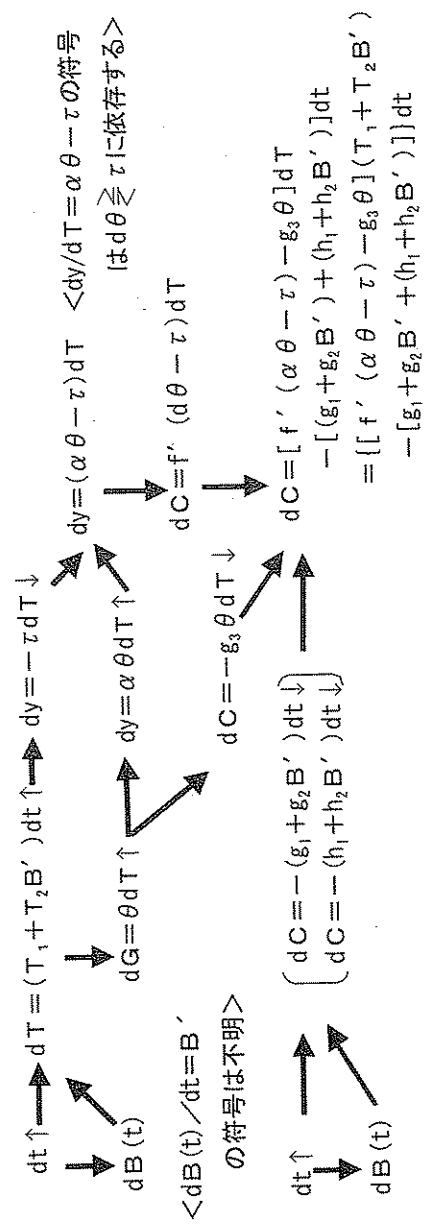 dt↑ → dT=(T₁+T₂B′)dt↑ → dy=−τdT↓
dy=(αθ−τ)dT <dy/dT=αθ−τの符号
はdθ≧τに依存する>
dB(t)
dG=θdT↑
dy=αθdT↑
dC=f′(dθ−τ)dT
<dB(t)/dt=B′
の符号は不明>
dC=−g₃θdT↓
dt↑
dB(t)
dC=−(g₁+g₂B′)dt↓
dC=−(h₁+h₂B′)dt↓
dC=[f′(αθ−τ)−g₃θ]dT
−[(g₁+g₂B′)+(h₁+h₂B′)]dt
={[f′(αθ−τ)−g₃θ](T₁+T₂B′)
−[g₁+g₂B′+(h₁+h₂B′)]}dt